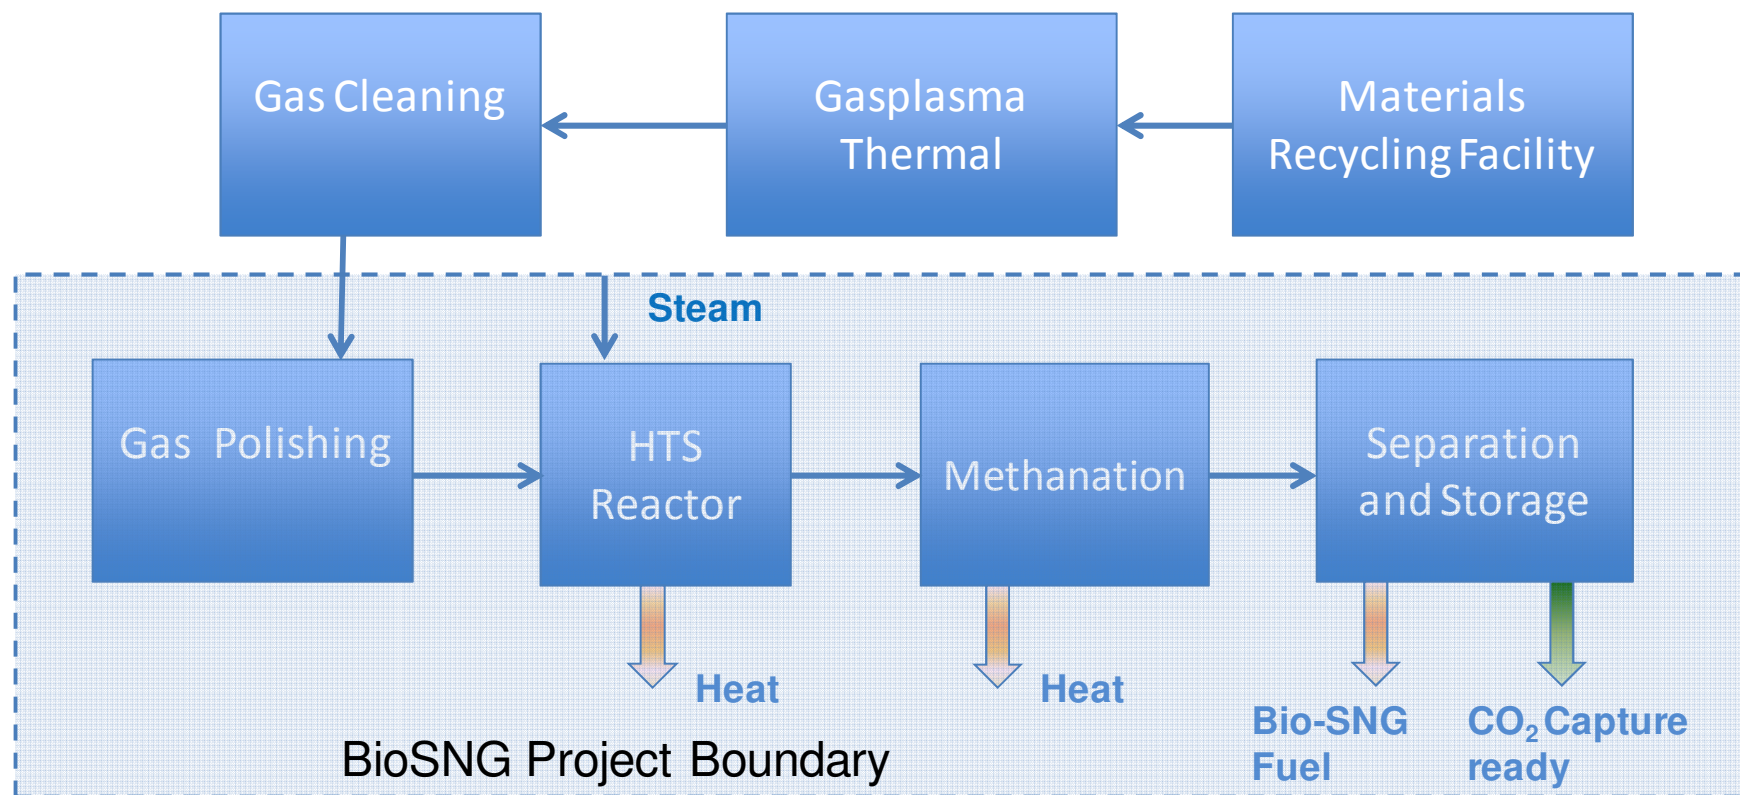 Gas Cleaning
Gasplasma
Thermal
Materials
Recycling Facility
Steam
Gas Polishing
HTS
Reactor
Methanation
Separation
and Storage
Heat
Heat
Bio-SNG
Fuel
CO₂ Capture
ready
BioSNG Project Boundary